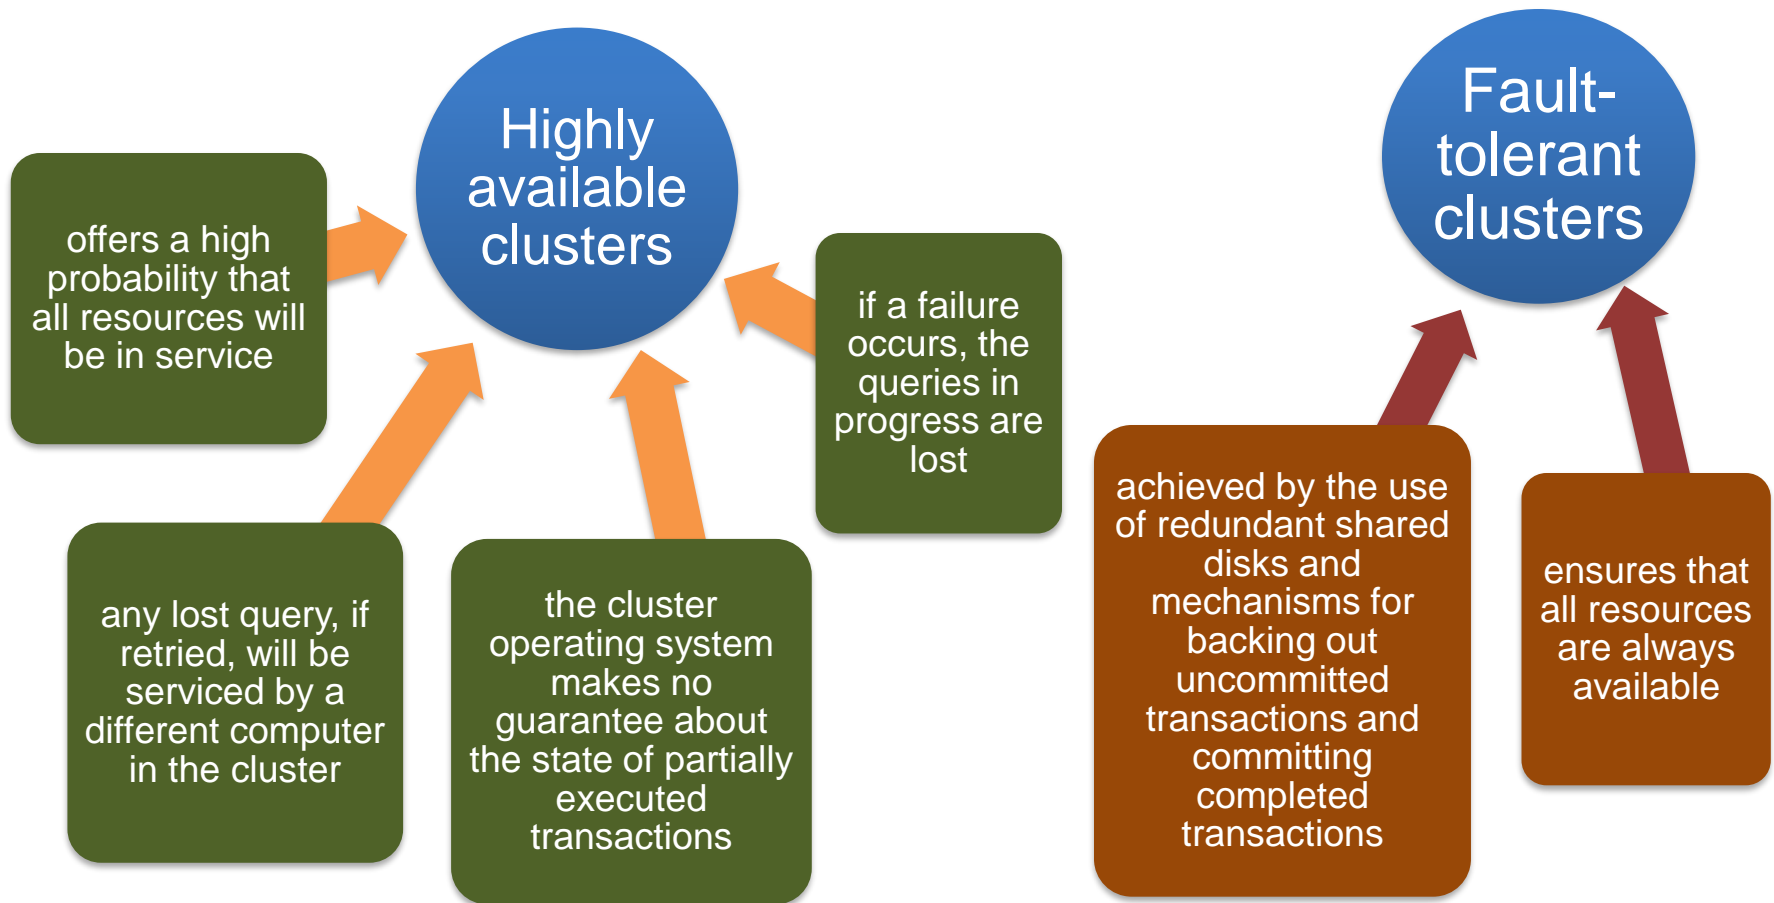 Highly
available
clusters
offers a high
probability that
all resources will
be in service
any lost query, if
retried, will be
serviced by a
different computer
in the cluster
the cluster
operating system
makes no
guarantee about
the state of partially
executed
transactions
if a failure
occurs, the
queries in
progress are
lost
Fault-
tolerant
clusters
achieved by the use
of redundant shared
disks and
mechanisms for
backing out
uncommitted
transactions and
committing
completed
transactions
ensures that
all resources
are always
available